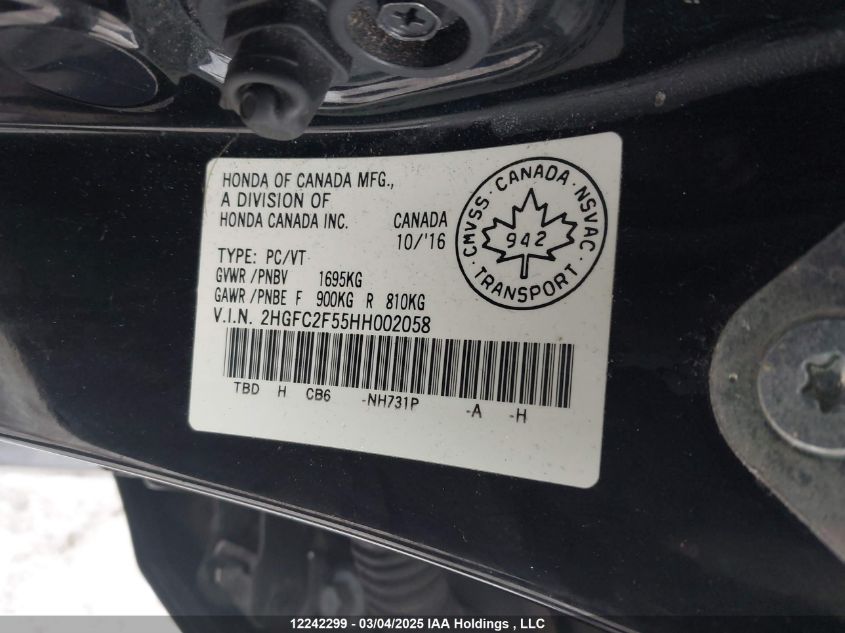 HONDA OF CANADA MFG.,
A DIVISION OF
HONDA CANADA INC.
CANADA
10/'16
TYPE: PC/VT
GVWR /PNBV 1695KG
GAWR /PNBE F 900KG R 810KG
V.I.N. 2HGFC2F55HH002058
TBD H CB6 -NH731P -A -H
CMVSS · CANADA · NSVAC ·
942
TRANSPORT
12242299 - 03/04/2025 IAA Holdings , LLC